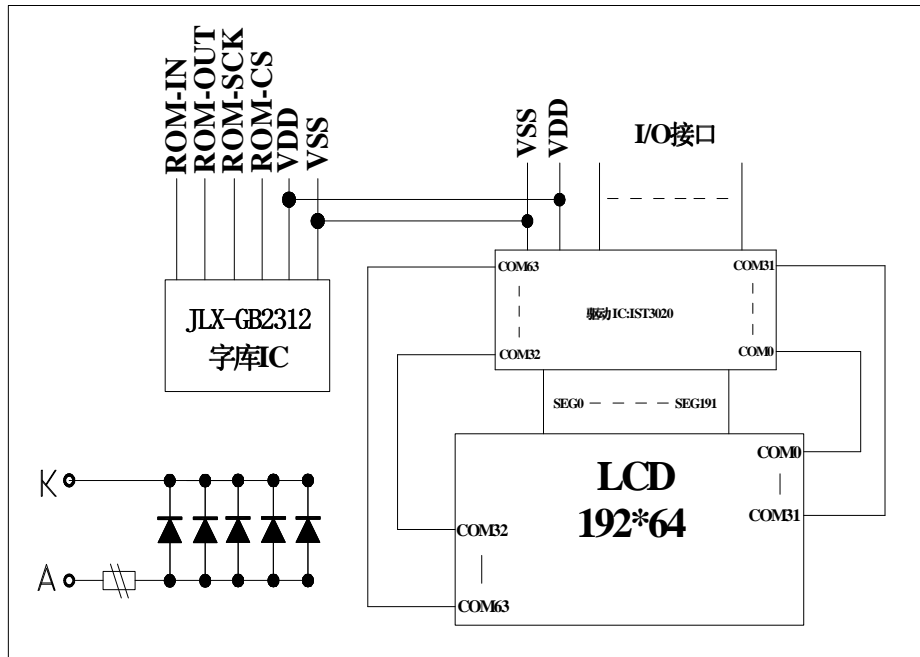 ROM-IN
ROM-OUT
ROM-SCK
ROM-CS
VDD
VSS
VSS
VDD
I/O接口
JLX-GB2312
字库IC
COM63
COM31
驱动IC:IST3020
COM32
COM0
SEG0
SEG191
LCD
192*64
COM0
COM31
COM32
COM63
K
A